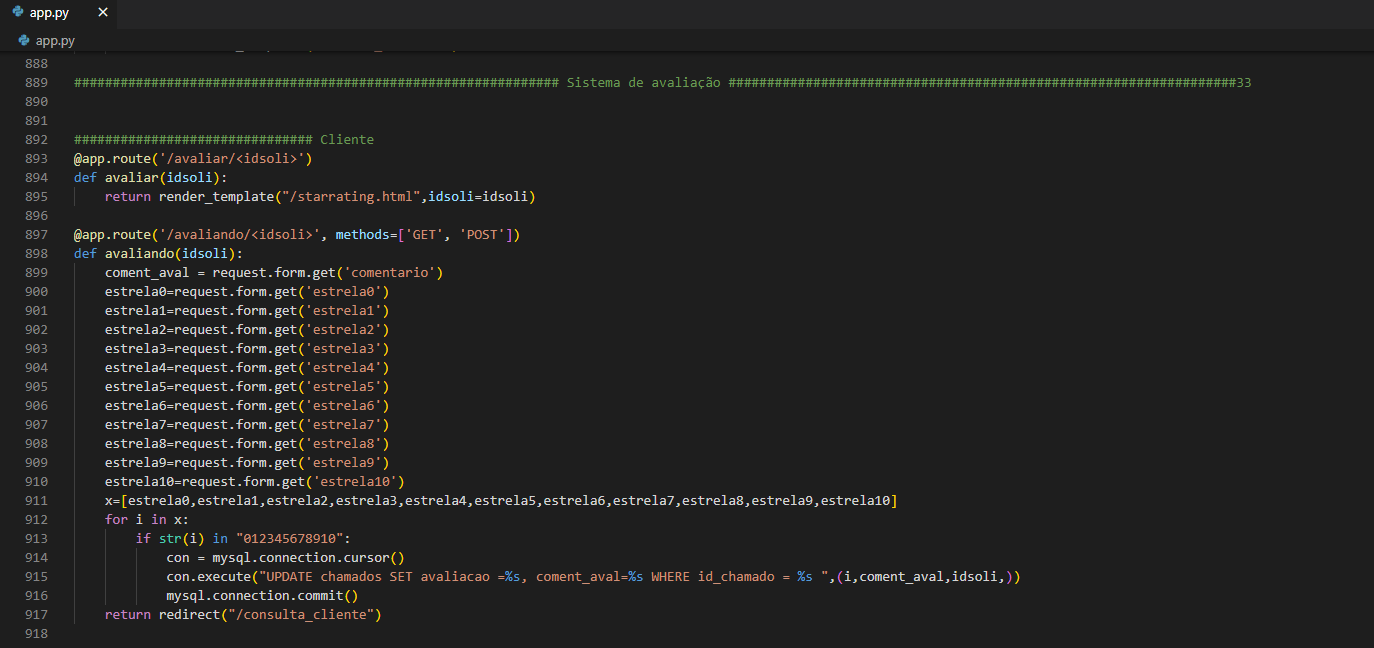 app.py ✕
app.py
888
889 ############################################################### Sistema de avaliação ##################################################################33
890
891
892 ############################### Cliente
893 @app.route('/avaliar/<idsoli>')
894 def avaliar(idsoli):
895     return render_template("/starrating.html",idsoli=idsoli)
896
897 @app.route('/avaliando/<idsoli>', methods=['GET', 'POST'])
898 def avaliando(idsoli):
899     coment_aval = request.form.get('comentario')
900     estrela0=request.form.get('estrela0')
901     estrela1=request.form.get('estrela1')
902     estrela2=request.form.get('estrela2')
903     estrela3=request.form.get('estrela3')
904     estrela4=request.form.get('estrela4')
905     estrela5=request.form.get('estrela5')
906     estrela6=request.form.get('estrela6')
907     estrela7=request.form.get('estrela7')
908     estrela8=request.form.get('estrela8')
909     estrela9=request.form.get('estrela9')
910     estrela10=request.form.get('estrela10')
911     x=[estrela0,estrela1,estrela2,estrela3,estrela4,estrela5,estrela6,estrela7,estrela8,estrela9,estrela10]
912     for i in x:
913         if str(i) in "012345678910":
914             con = mysql.connection.cursor()
915             con.execute("UPDATE chamados SET avaliacao =%s, coment_aval=%s WHERE id_chamado = %s ",(i,coment_aval,idsoli,))
916             mysql.connection.commit()
917     return redirect("/consulta_cliente")
918